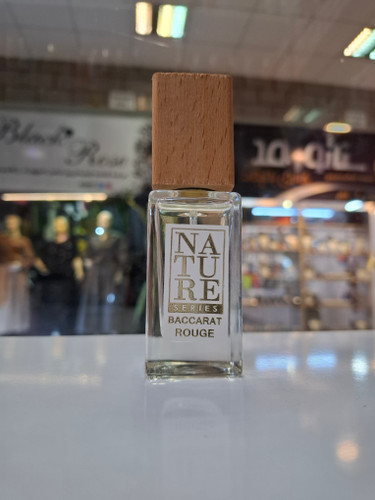 Black
Rose
NA
TU
RE
SERIES
BACCARAT
ROUGE